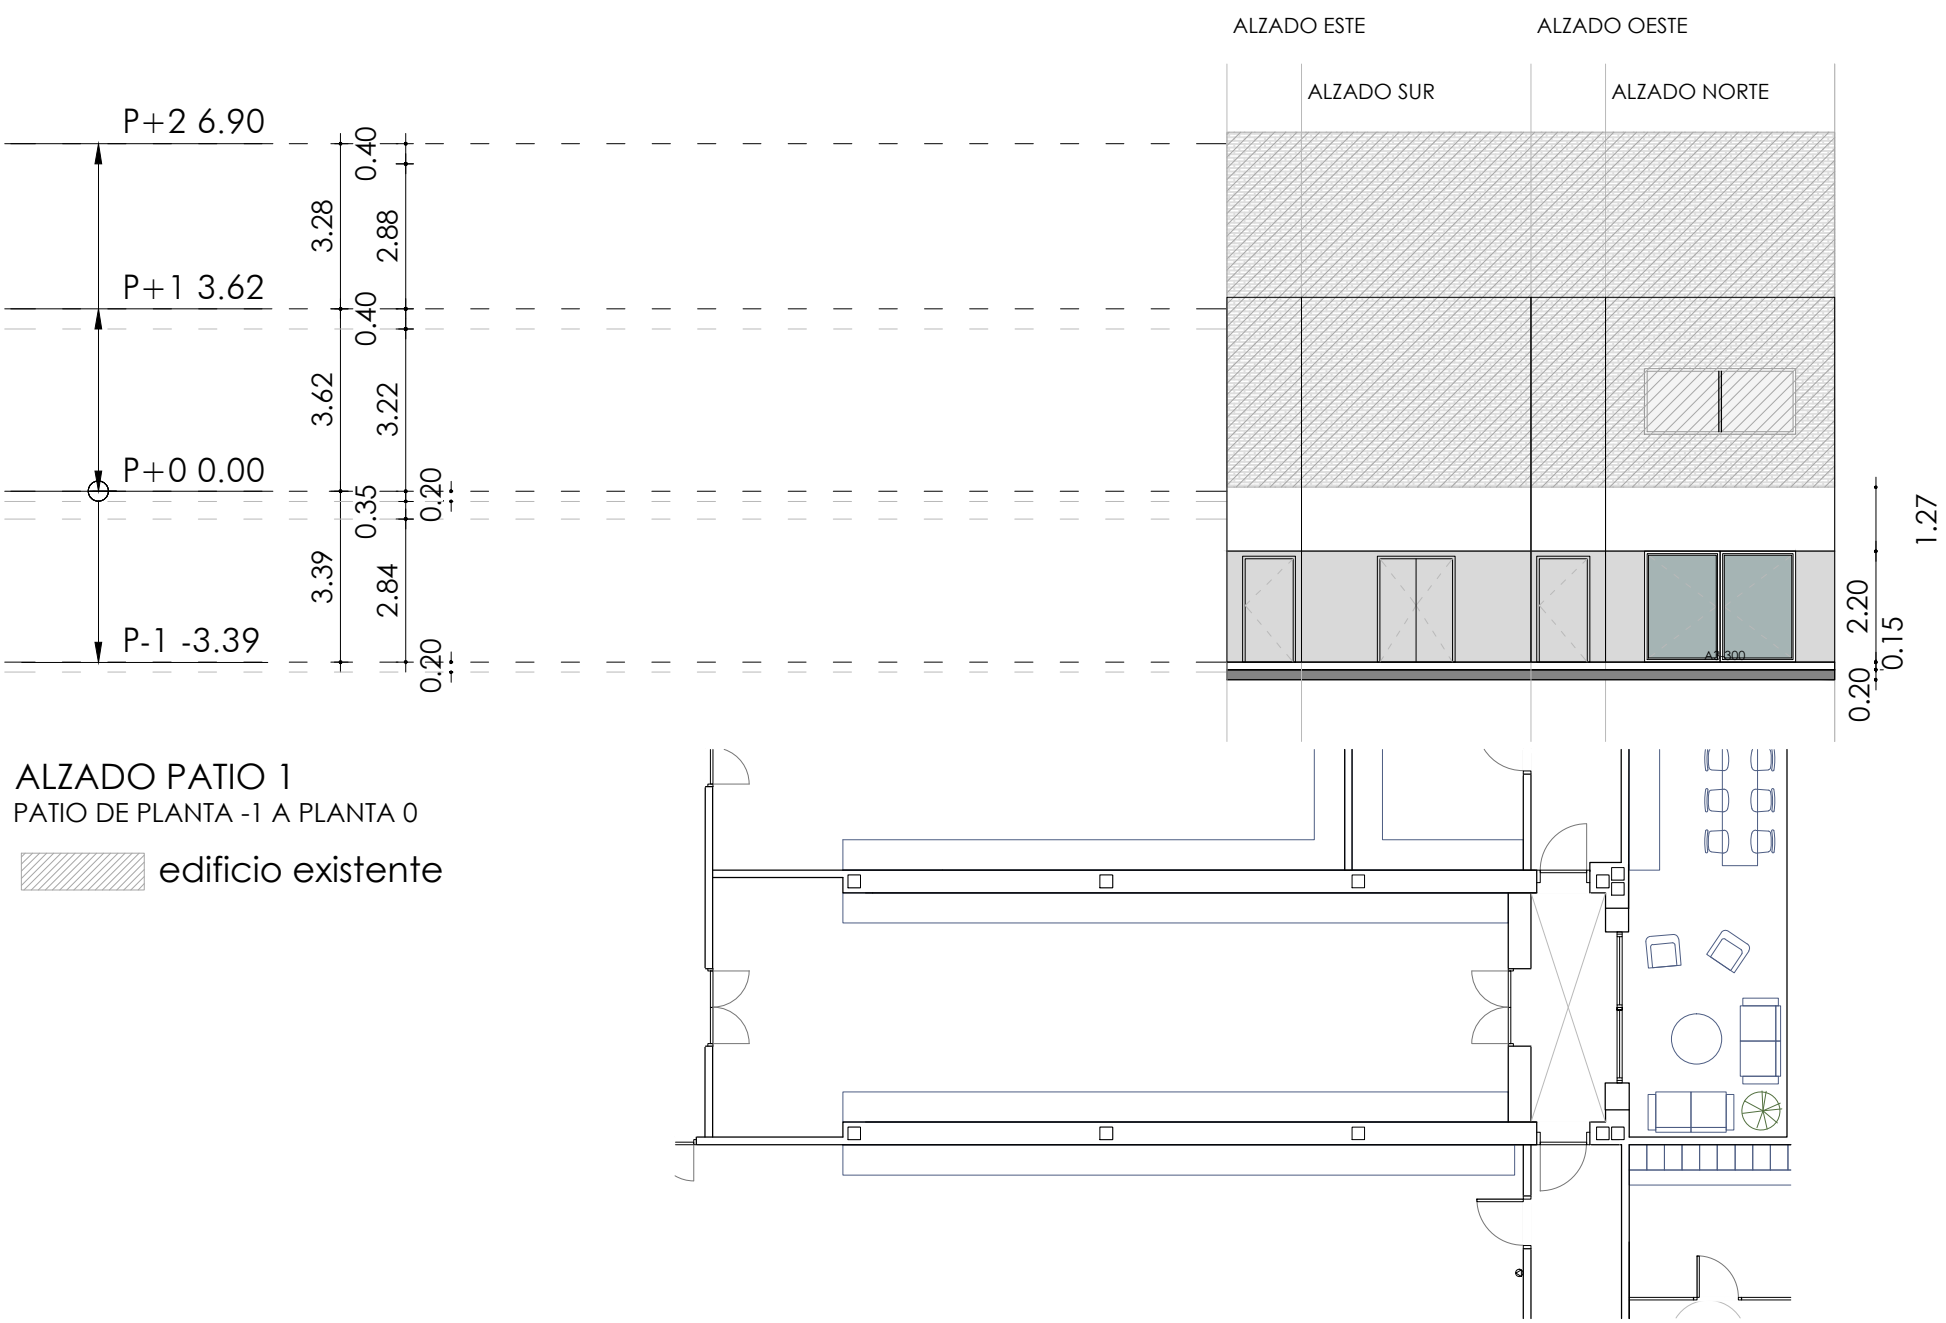 ALZADO ESTE
ALZADO OESTE
ALZADO SUR
ALZADO NORTE
P+2 6.90
0.40
3.28
2.88
P+1 3.62
0.40
3.62
3.22
P+0 0.00
0.20
0.35
3.39
2.84
P-1 -3.39
0.20
1.27
2.20
0.15
0.20
A3-300
ALZADO PATIO 1
PATIO DE PLANTA -1 A PLANTA 0
edificio existente